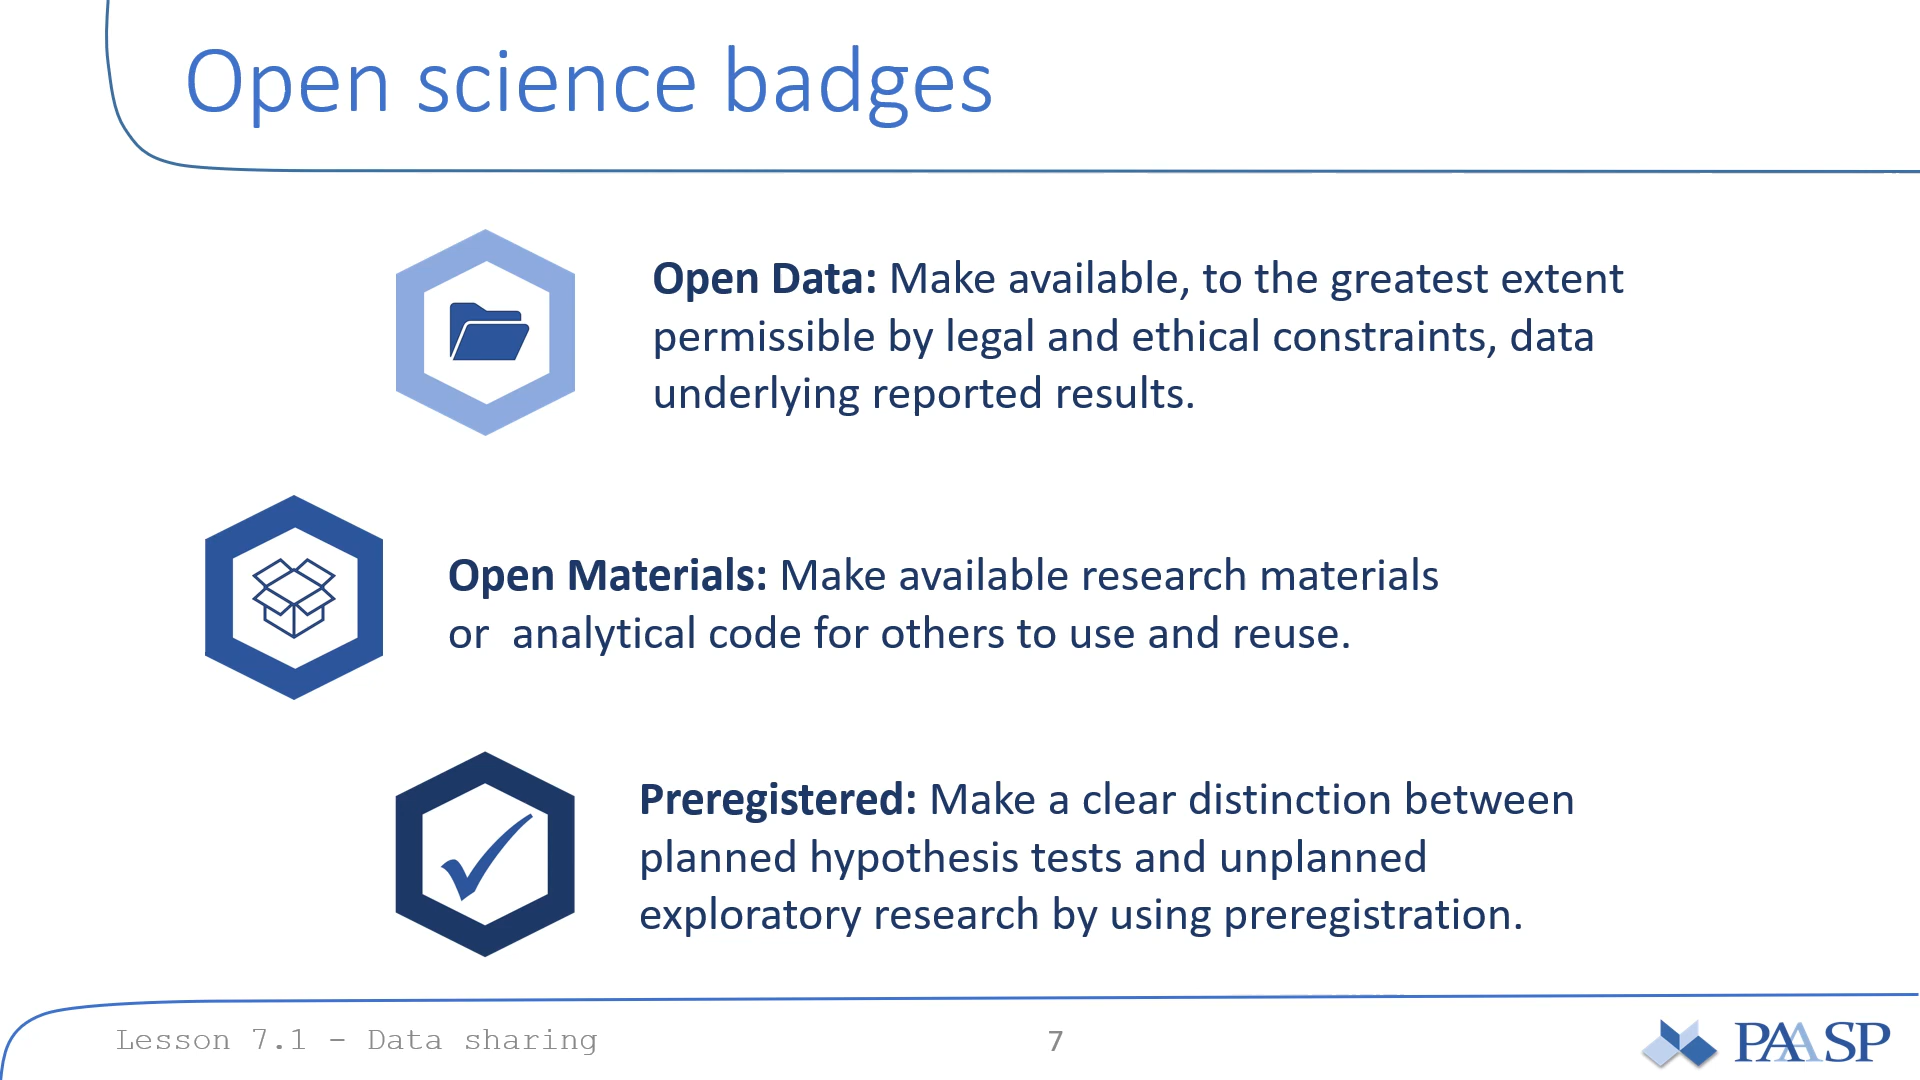 Open science badges
Open Data: Make available, to the greatest extent
permissible by legal and ethical constraints, data
underlying reported results.
Open Materials: Make available research materials
or  analytical code for others to use and reuse.
Preregistered: Make a clear distinction between
planned hypothesis tests and unplanned
exploratory research by using preregistration.
Lesson 7.1 - Data sharing
7
PAASP